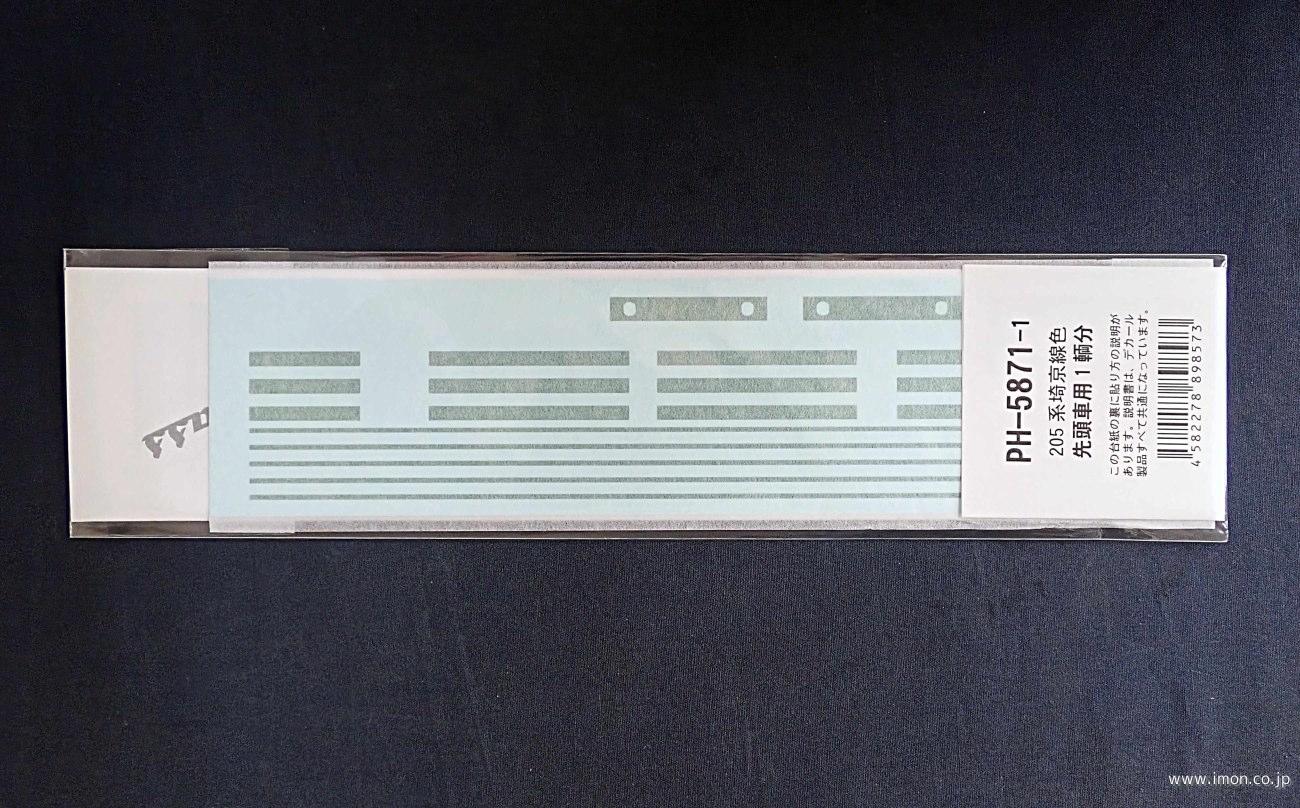 PH-5871-1
205系埼京線色
先頭車用1輌分
この台紙の裏に貼り方の説明が
あります。説明書は、デカール
製品すべて共通になっています。
4582278898573
www.imon.co.jp